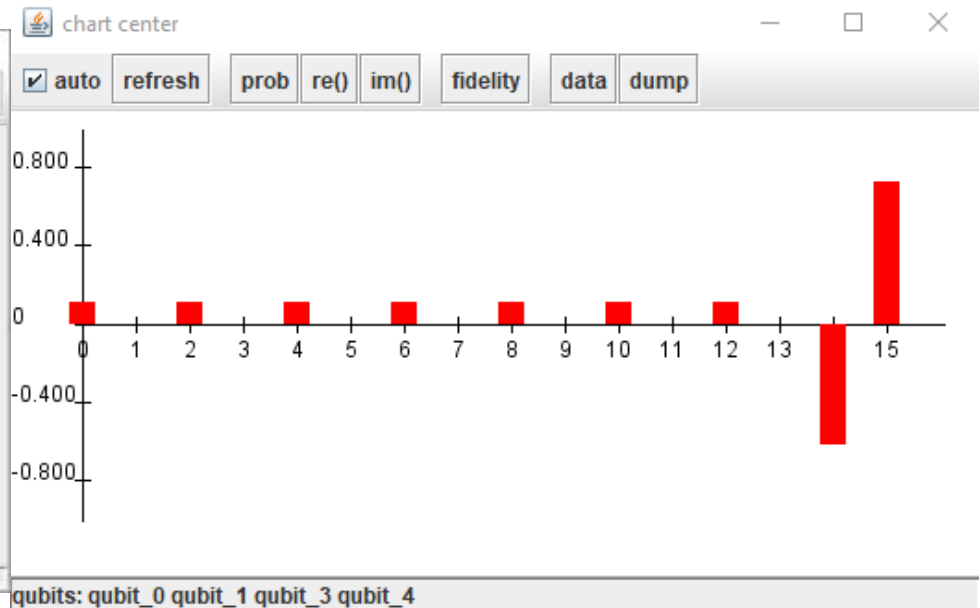 chart center
auto refresh prob re() im() fidelity data dump
0.800
0.400
0
-0.400
-0.800
0 1 2 3 4 5 6 7 8 9 10 11 12 13 15
qubits: qubit_0 qubit_1 qubit_3 qubit_4